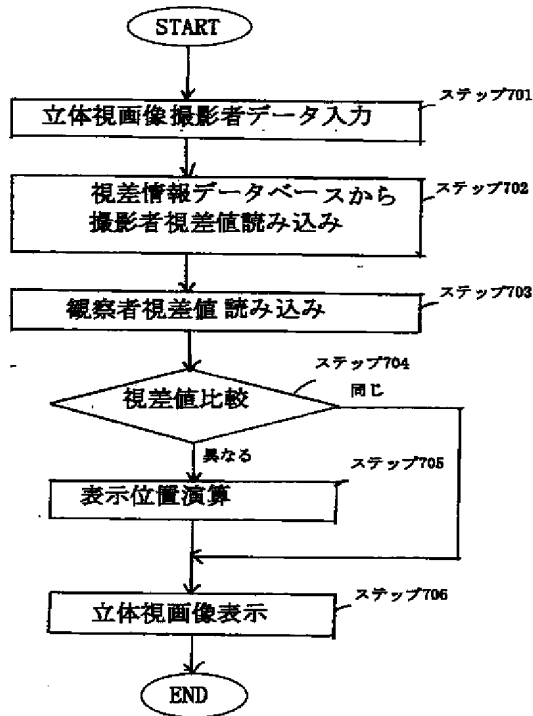 START
ステップ701
立体視画像撮影者データ入力
ステップ702
視差情報データベースから
撮影者視差値読み込み
ステップ703
観察者視差値読み込み
ステップ704
視差値比較
同じ
異なる
ステップ705
表示位置演算
ステップ706
立体視画像表示
END